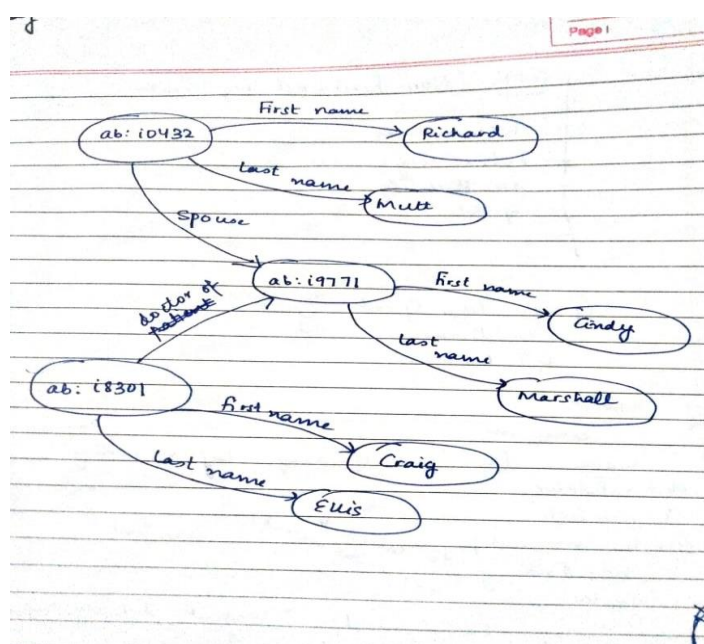 Page 1
First name
ab: i0432
Richard
Last
name
Mutt
Spouse
ab: i9771
First name
Cindy
doctor of
Last
name
ab: i8301
Marshall
first name
Craig
Last name
Ellis